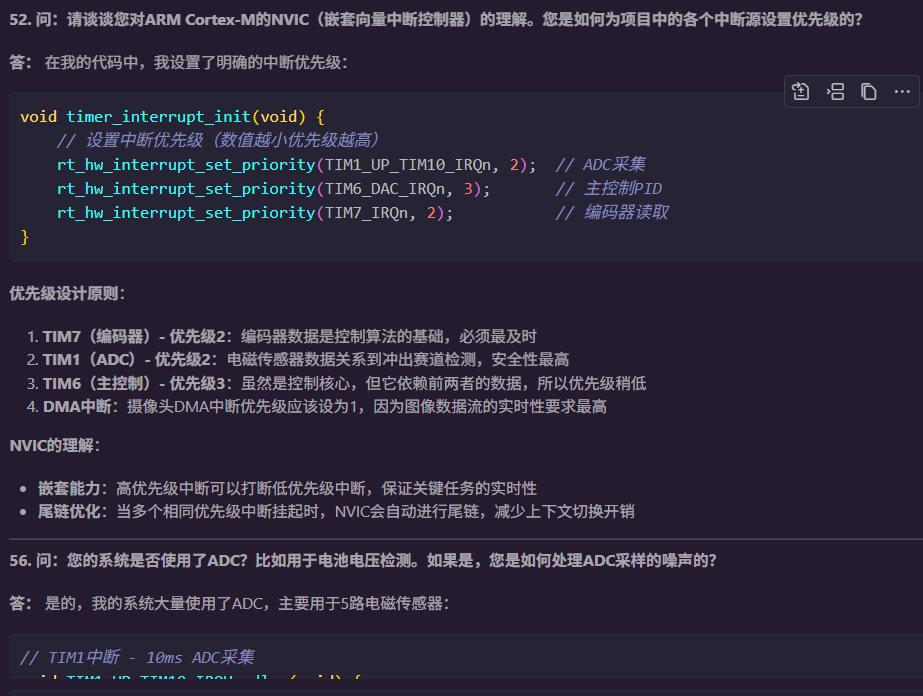 52. 问：请谈谈您对ARM Cortex-M的NVIC（嵌套向量中断控制器）的理解。您是如何为项目中的各个中断源设置优先级的？
答： 在我的代码中，我设置了明确的中断优先级：
void timer_interrupt_init(void) {
// 设置中断优先级（数值越小优先级越高）
rt_hw_interrupt_set_priority(TIM1_UP_TIM10_IRQn, 2); // ADC采集
rt_hw_interrupt_set_priority(TIM6_DAC_IRQn, 3); // 主控制PID
rt_hw_interrupt_set_priority(TIM7_IRQn, 2); // 编码器读取
}
优先级设计原则：
1. TIM7（编码器）- 优先级2：编码器数据是控制算法的基础，必须最及时
2. TIM1（ADC）- 优先级2：电磁传感器数据关系到冲出赛道检测，安全性最高
3. TIM6（主控制）- 优先级3：虽然是控制核心，但它依赖前两者的数据，所以优先级稍低
4. DMA中断：摄像头DMA中断优先级应该设为1，因为图像数据流的实时性要求最高
NVIC的理解：
• 嵌套能力：高优先级中断可以打断低优先级中断，保证关键任务的实时性
• 尾链优化：当多个相同优先级中断挂起时，NVIC会自动进行尾链，减少上下文切换开销
56. 问：您的系统是否使用了ADC？比如用于电池电压检测。如果是，您是如何处理ADC采样的噪声的？
答： 是的，我的系统大量使用了ADC，主要用于5路电磁传感器：
// TIM1中断 - 10ms ADC采集